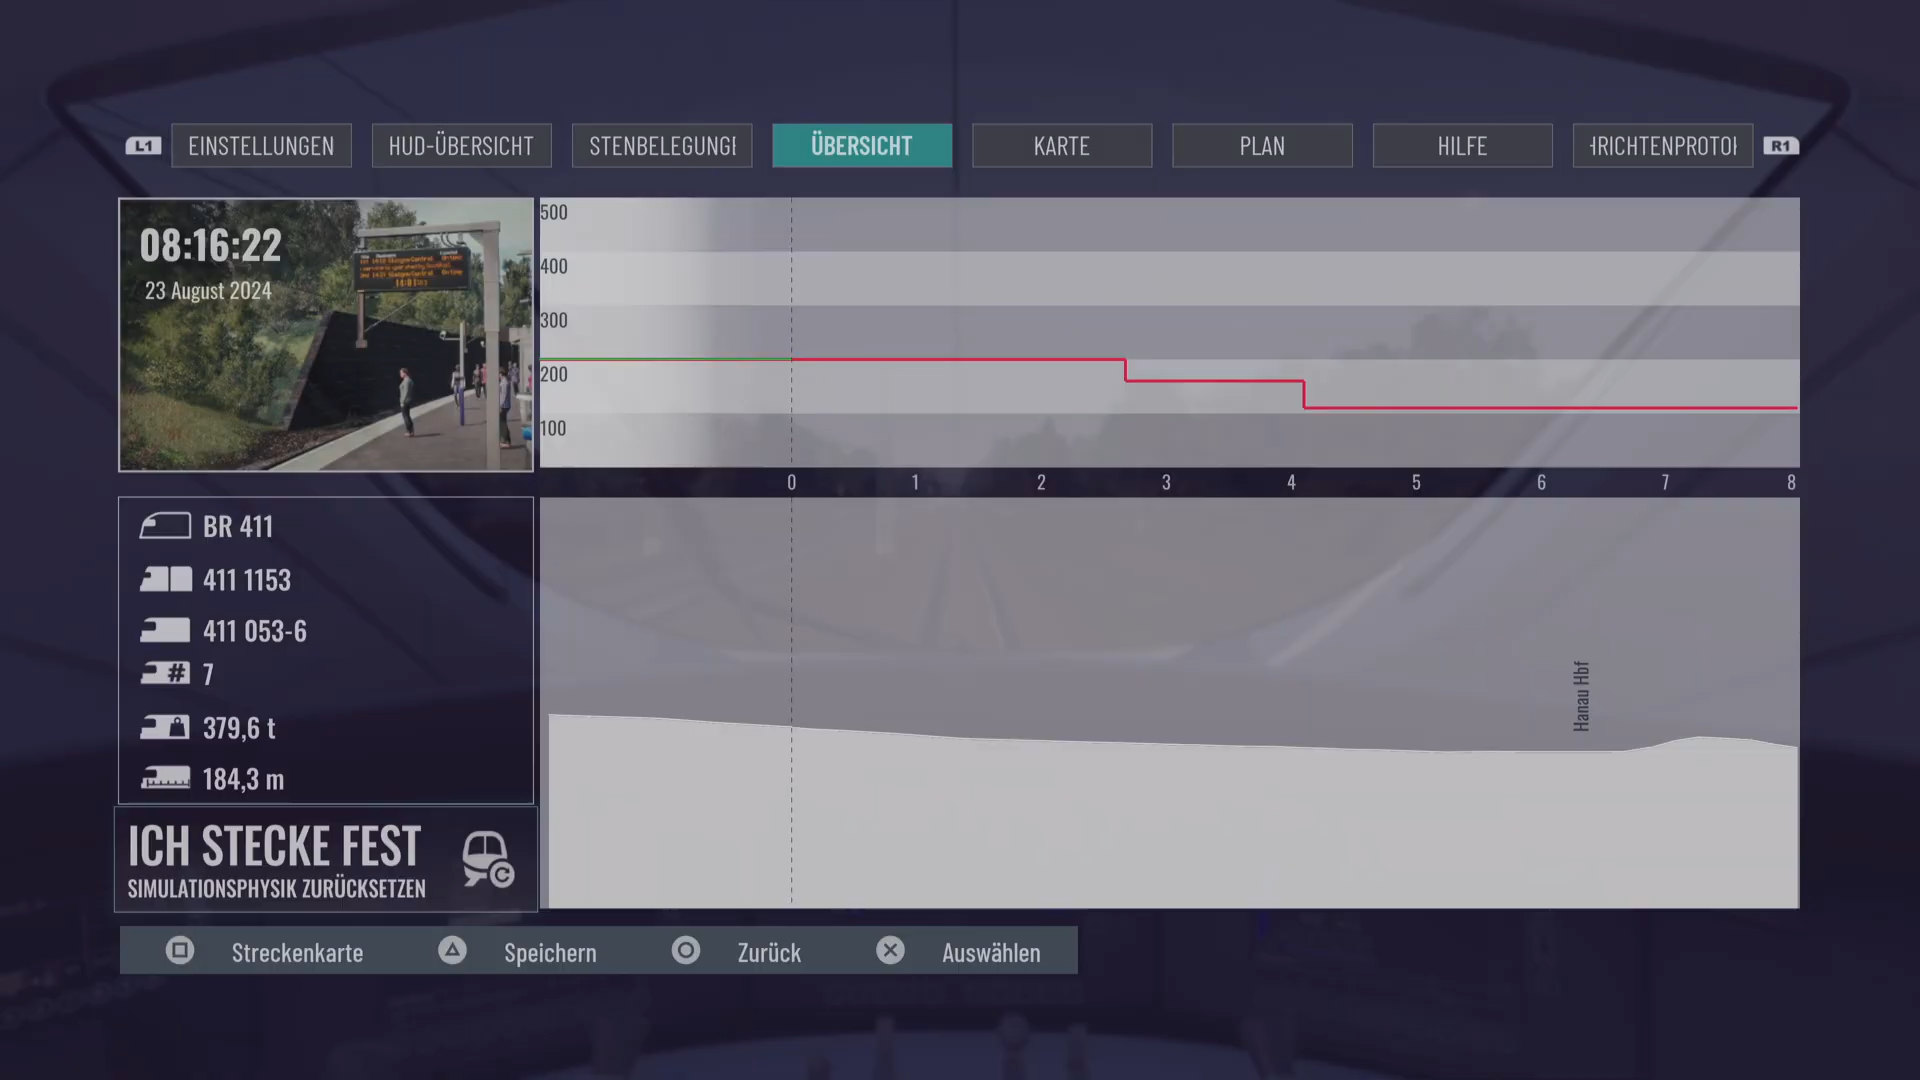 L1
EINSTELLUNGEN
HUD-ÜBERSICHT
STENBELEGUNGE
ÜBERSICHT
KARTE
PLAN
HILFE
HRICHTENPROTOK
R1
08:16:22
23 August 2024
500
400
300
200
100
0 1 2 3 4 5 6 7 8
BR 411
411 1153
411 053-6
# 7
379,6 t
184,3 m
Hanau Hbf
ICH STECKE FEST
SIMULATIONSPHYSIK ZURÜCKSETZEN
Streckenkarte
Speichern
Zurück
Auswählen